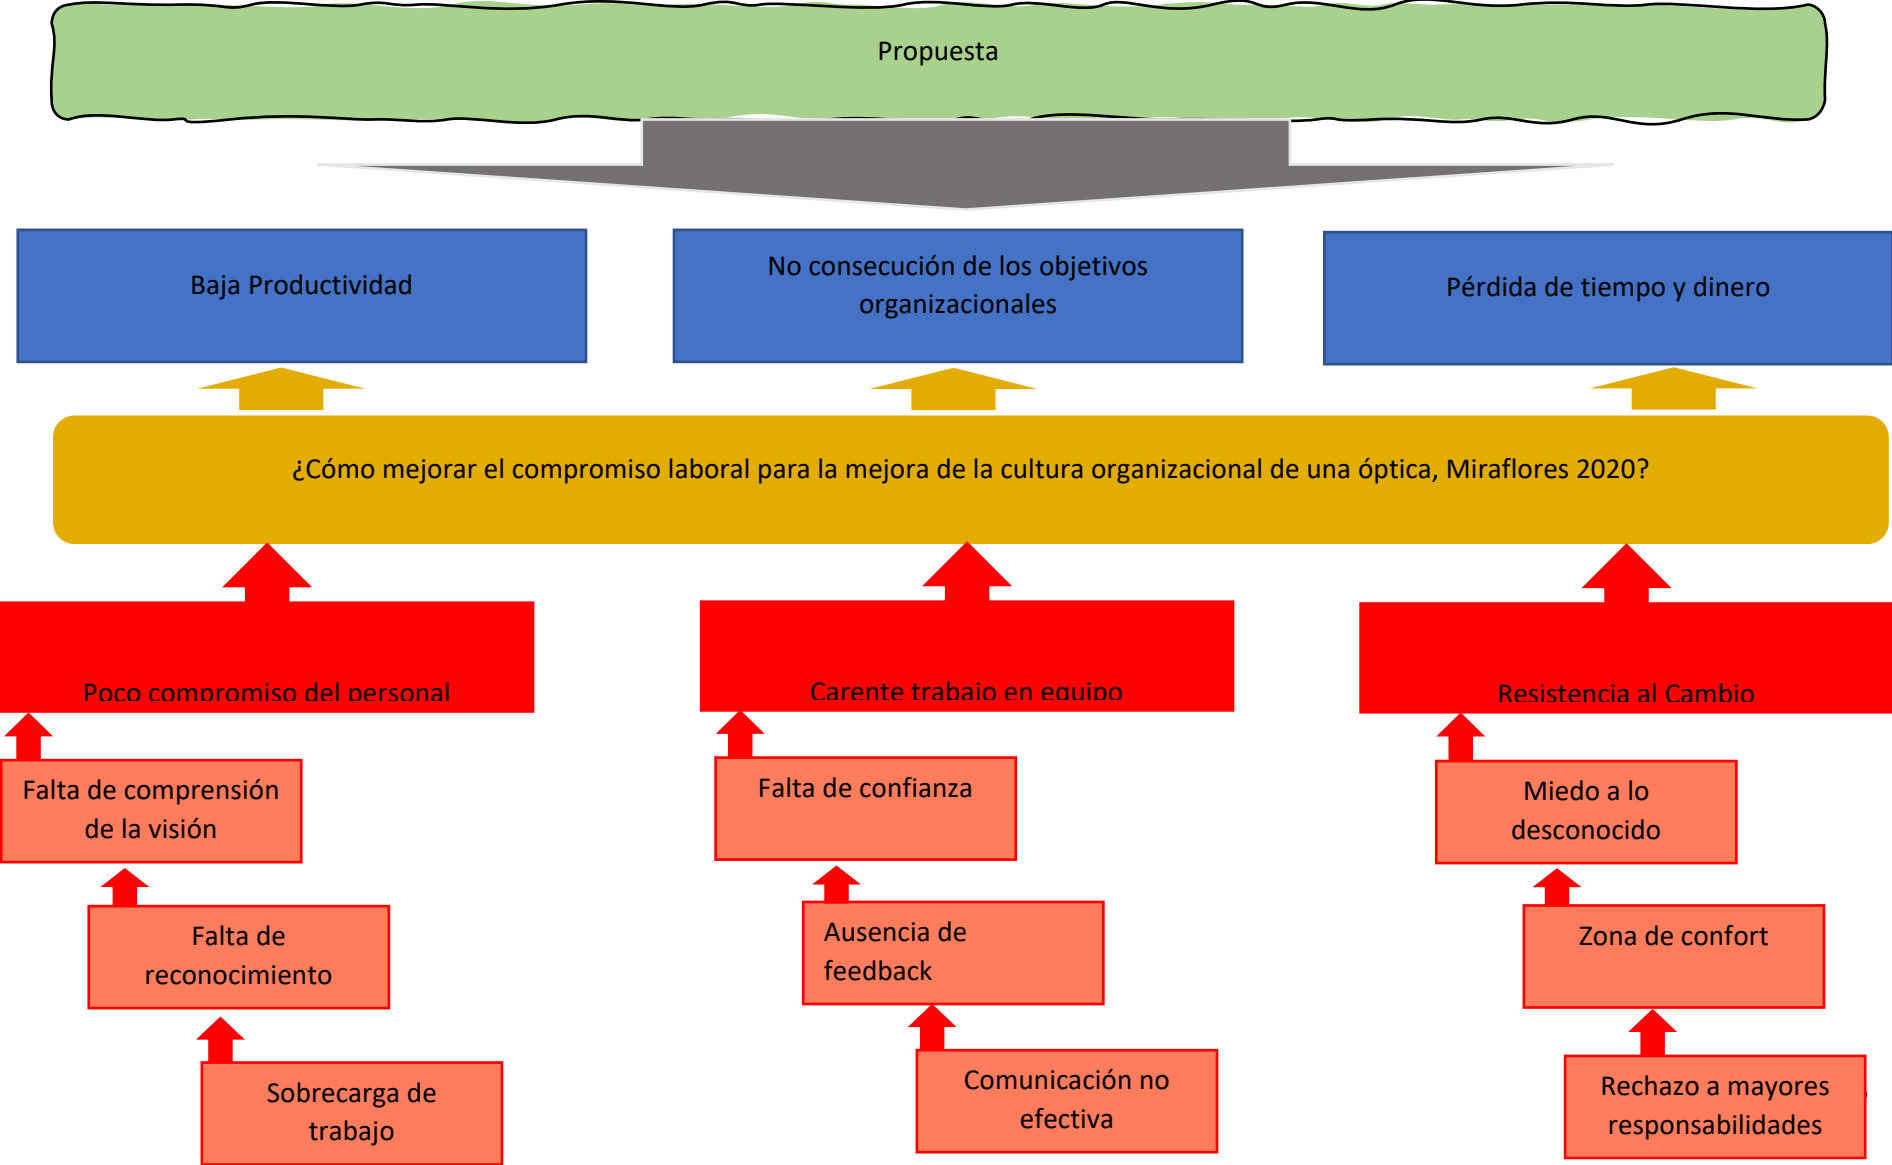 Propuesta
Baja Productividad
No consecución de los objetivos
organizacionales
Pérdida de tiempo y dinero
¿Cómo mejorar el compromiso laboral para la mejora de la cultura organizacional de una óptica, Miraflores 2020?
Poco compromiso del personal
Carente trabajo en equipo
Resistencia al Cambio
Falta de comprensión
de la visión
Falta de confianza
Miedo a lo
desconocido
Falta de
reconocimiento
Ausencia de
feedback
Zona de confort
Sobrecarga de
trabajo
Comunicación no
efectiva
Rechazo a mayores
responsabilidades